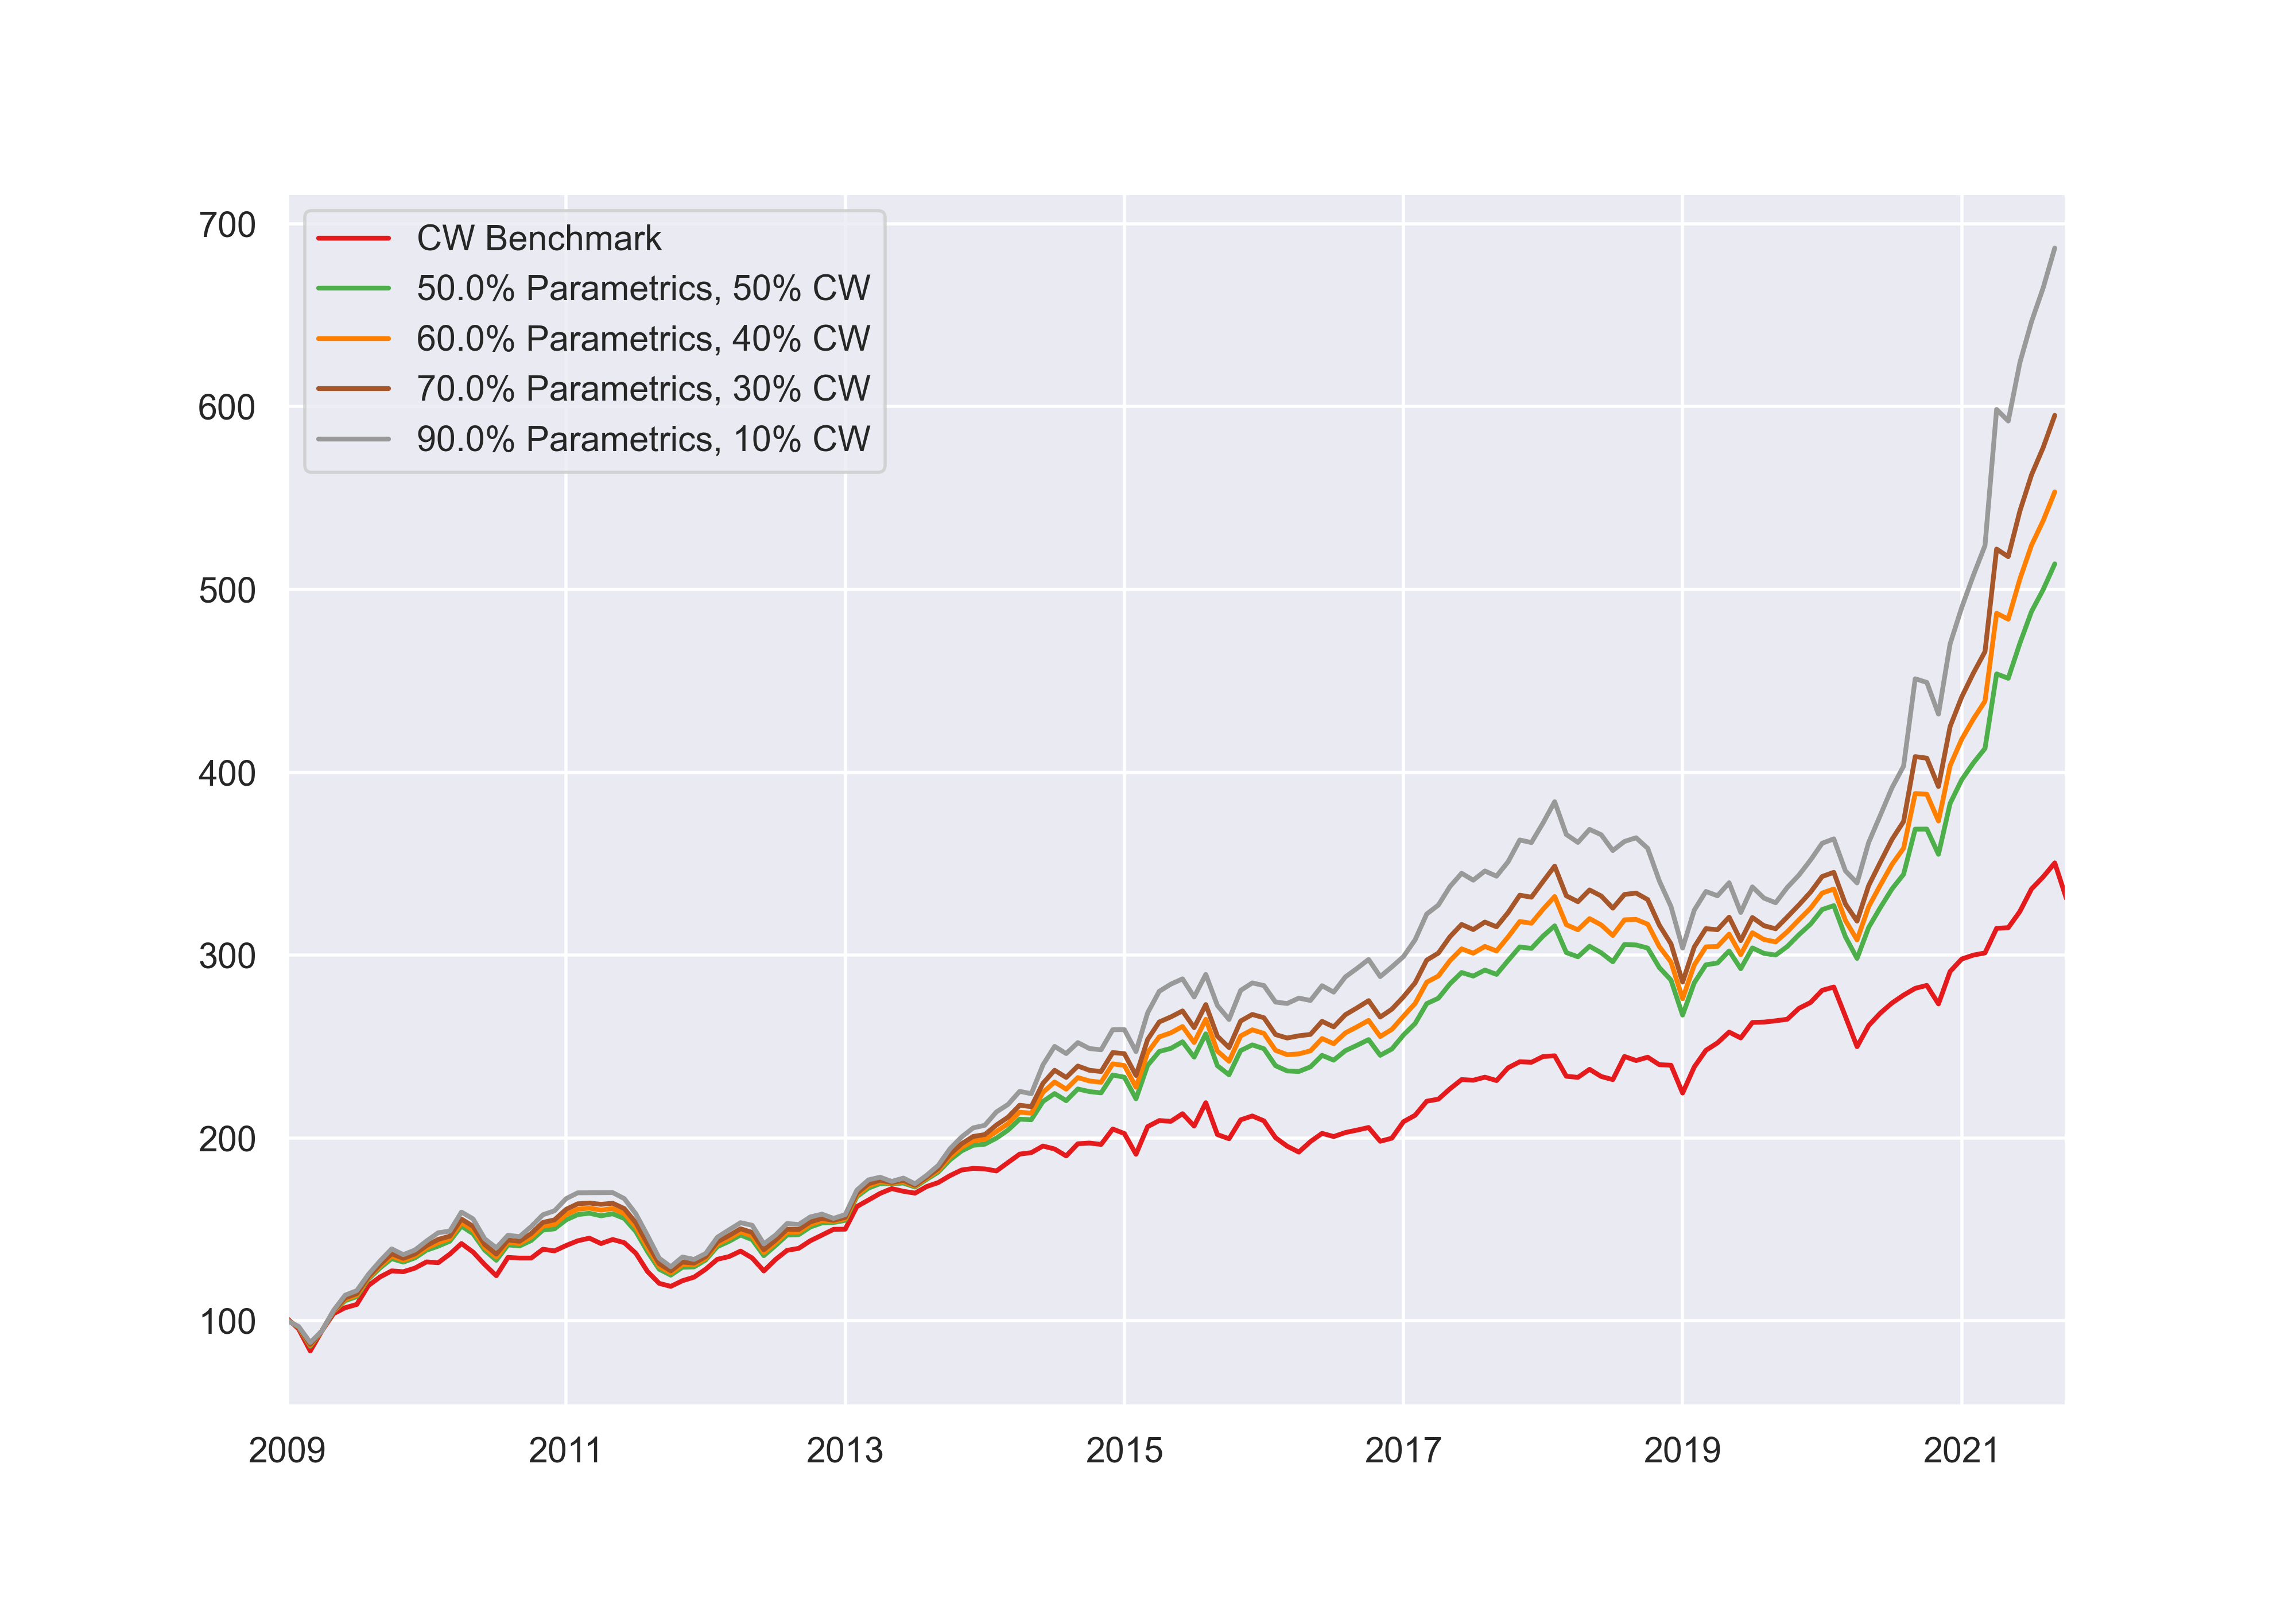 700
600
500
400
300
200
100
CW Benchmark
50.0% Parametrics, 50% CW
60.0% Parametrics, 40% CW
70.0% Parametrics, 30% CW
90.0% Parametrics, 10% CW
2009 2011 2013 2015 2017 2019 2021